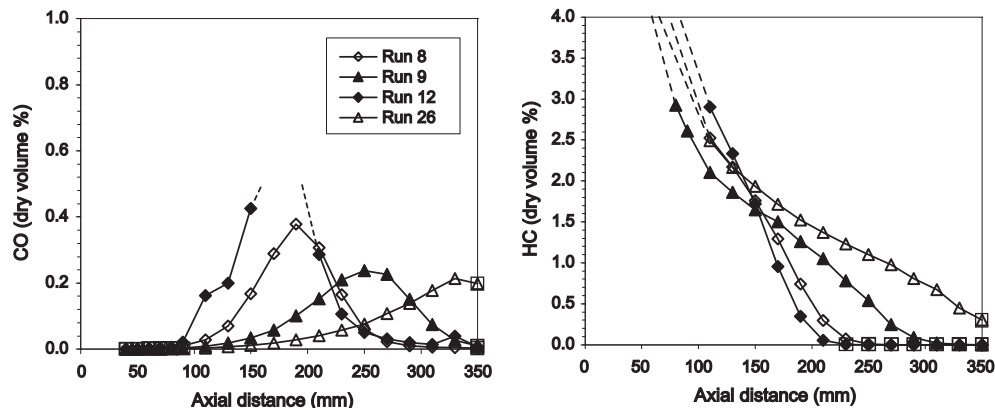 1.0
0.8
0.6
0.4
0.2
0.0
CO (dry volume %)
0 50 100 150 200 250 300 350
Axial distance (mm)
Run 8
Run 9
Run 12
Run 26
4.0
3.5
3.0
2.5
2.0
1.5
1.0
0.5
0.0
HC (dry volume %)
0 50 100 150 200 250 300 350
Axial distance (mm)